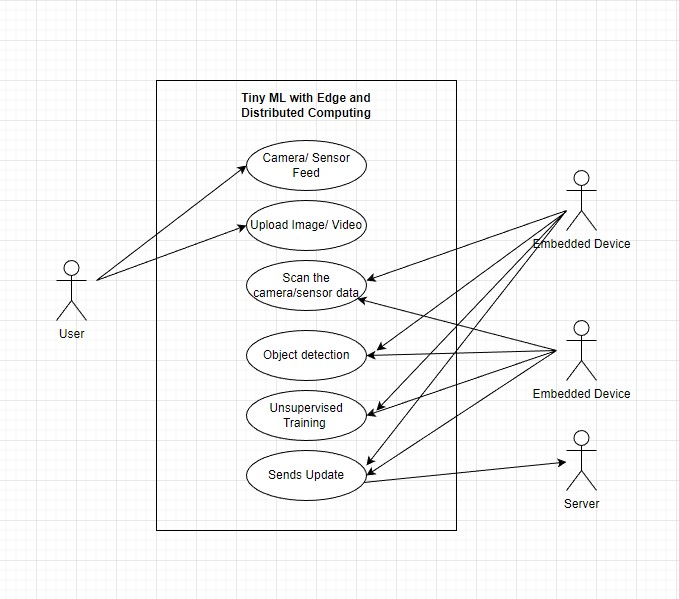 Tiny ML with Edge and
Distributed Computing
Camera/ Sensor
Feed
Upload Image/ Video
Scan the
camera/sensor data
Object detection
Unsupervised
Training
Sends Update
User
Embedded Device
Embedded Device
Server